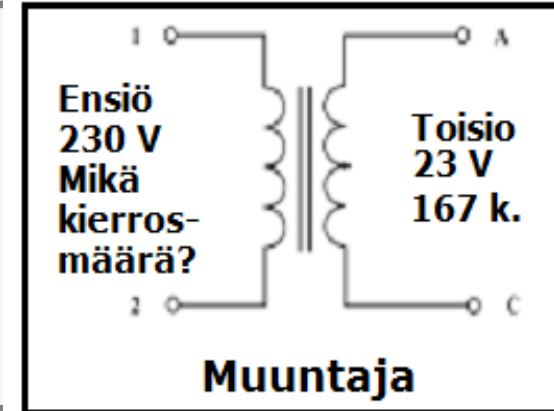 1 A
Ensiö
230 V
Mikä
kierros-
määrä?
Toisio
23 V
167 k.
2 C
Muuntaja